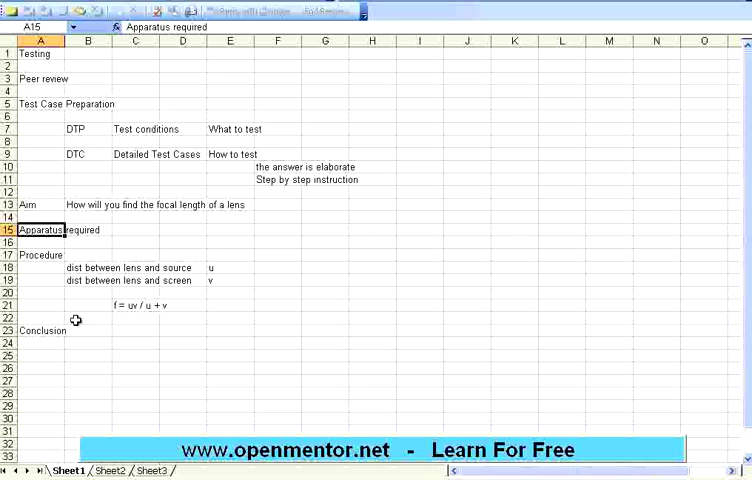 A15 fx Apparatus required
A B C D E F G H I J K L M N O
1 Testing
2
3 Peer review
4
5 Test Case Preparation
6
7 DTP Test conditions What to test
8
9 DTC Detailed Test Cases How to test
10 the answer is elaborate
11 Step by step instruction
12
13 Aim How will you find the focal length of a lens
14
15 Apparatus required
16
17 Procedure
18 dist between lens and source u
19 dist between lens and screen v
20
21 f = uv / u + v
22
23 Conclusion
24
25
26
27
28
29
30
31
32
33
www.openmentor.net - Learn For Free
Sheet1 Sheet2 Sheet3